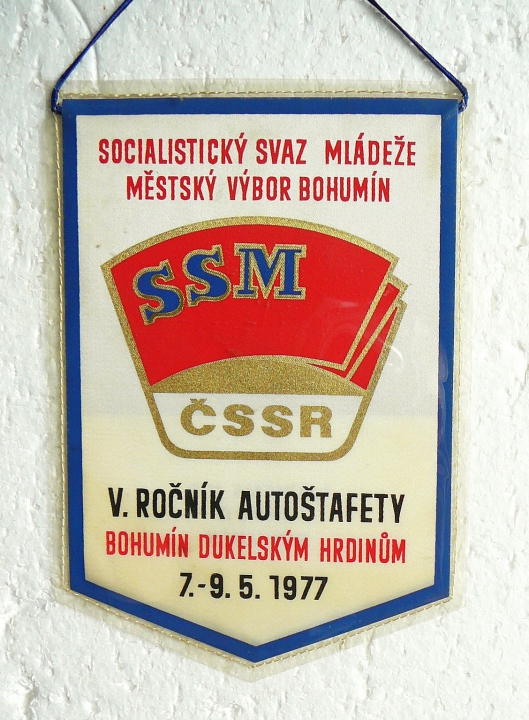 SOCIALISTICKÝ SVAZ MLÁDEŽE
MĚSTSKÝ VÝBOR BOHUMÍN
SSM
ČSSR
V. ROČNÍK AUTOŠTAFETY
BOHUMÍN DUKELSKÝM HRDINŮM
7.-9. 5. 1977